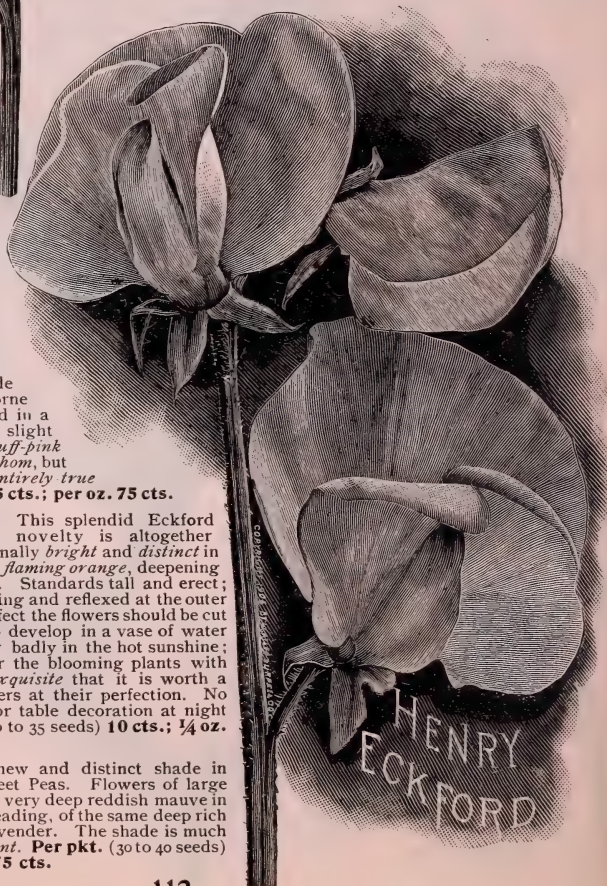 de
orne
d in a
slight
uff-pink
hom, but
ntirely true
5 cts.; per oz. 75 cts.
This splendid Eckford
novelty is altogether
nally bright and distinct in
flaming orange, deepening
. Standards tall and erect;
ing and reflexed at the outer
fect the flowers should be cut
develop in a vase of water
badly in the hot sunshine;
r the blooming plants with
xquisite that it is worth a
ers at their perfection. No
or table decoration at night
o to 35 seeds) 10 cts.; ¼ oz.
new and distinct shade in
eet Peas. Flowers of large
very deep reddish mauve in
eading, of the same deep rich
vender. The shade is much
nt. Per pkt. (30 to 40 seeds)
75 cts.
HENRY
ECKFORD
112